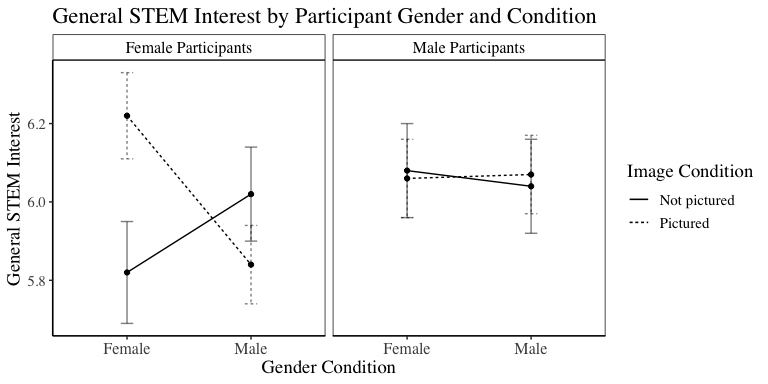 General STEM Interest by Participant Gender and Condition
Female Participants
Male Participants
General STEM Interest
6.2
6.0
5.8
Female
Male
Female
Male
Gender Condition
Image Condition
Not pictured
Pictured